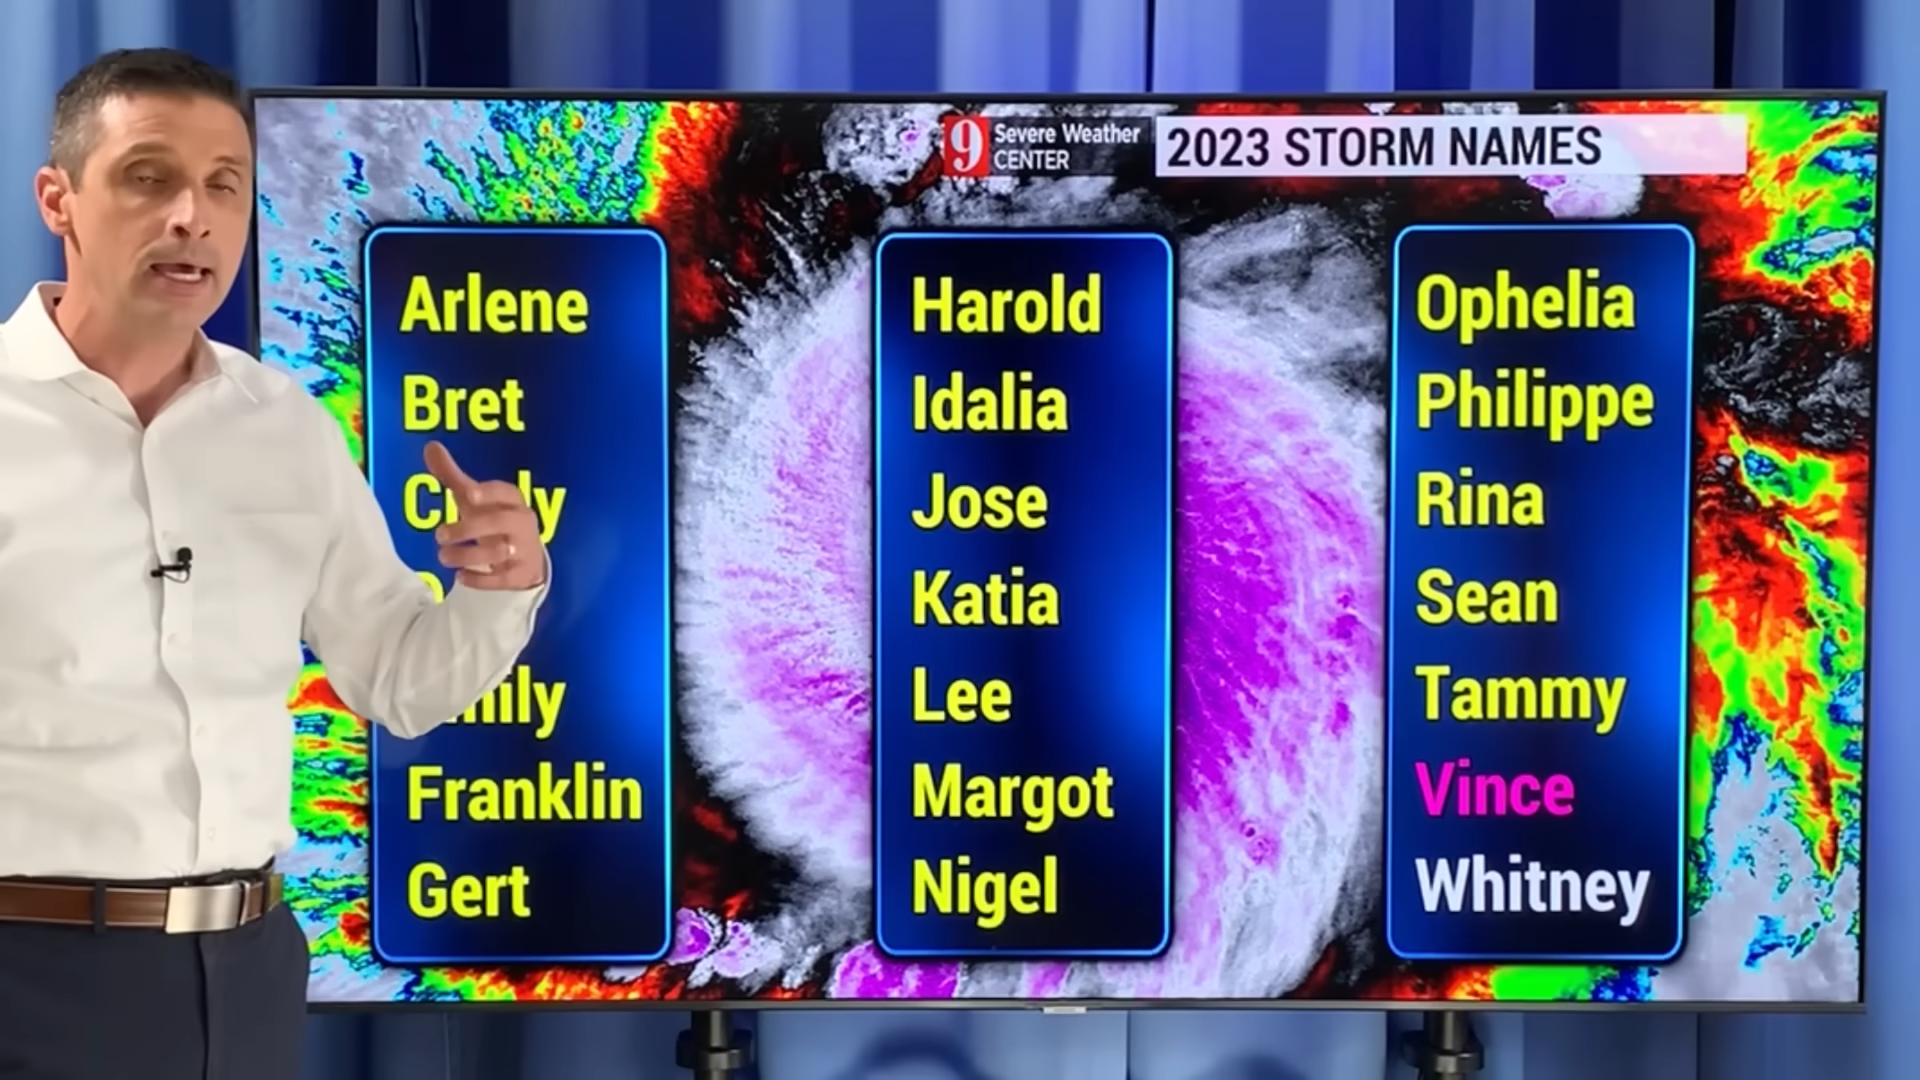 9 Severe Weather
CENTER
2023 STORM NAMES
Arlene
Bret
Franklin
Gert
Harold
Idalia
Jose
Katia
Lee
Margot
Nigel
Ophelia
Philippe
Rina
Sean
Tammy
Vince
Whitney